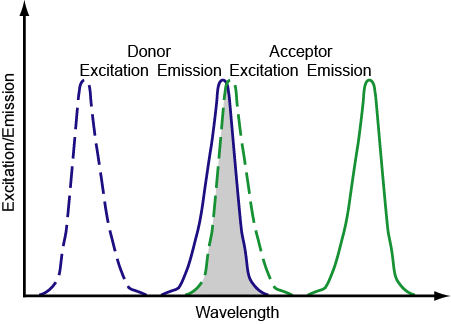 Donor Acceptor
Excitation Emission Excitation Emission
Excitation/Emission
Wavelength